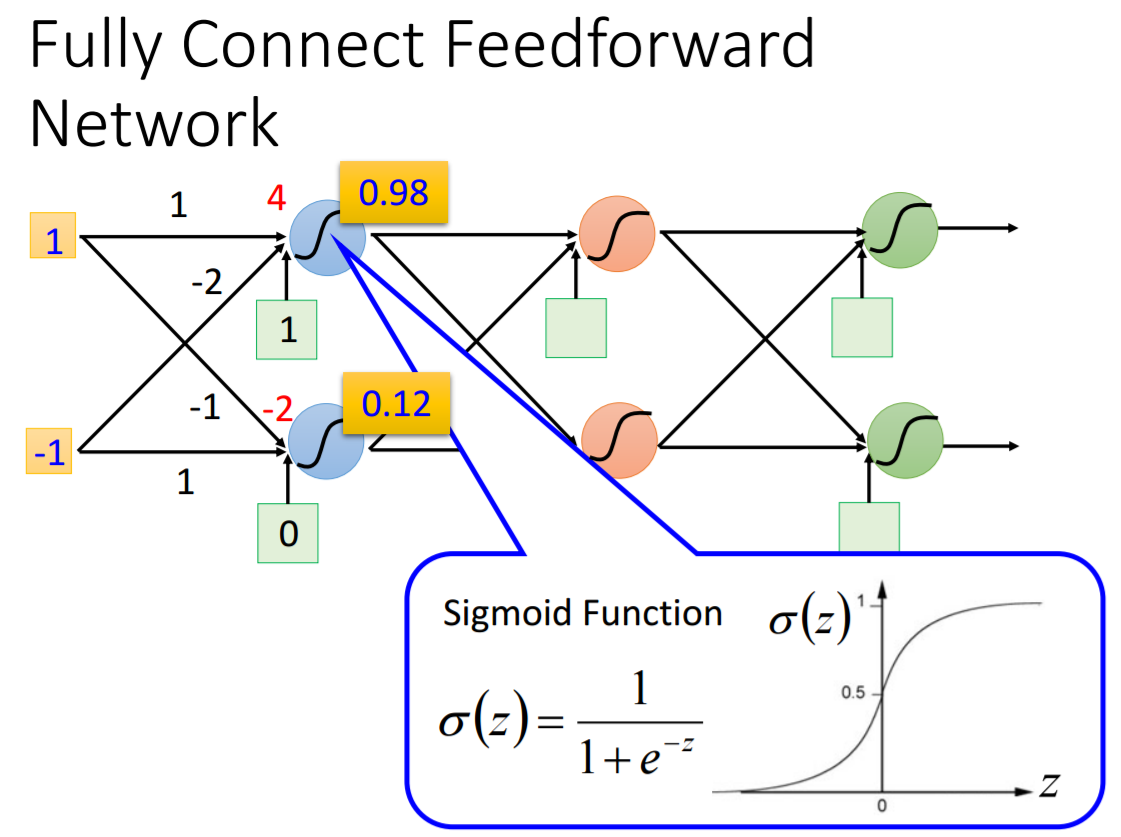 Fully Connect Feedforward
Network
1
4
0.98
1
-2
1
-1
-2
0.12
-1
1
0
Sigmoid Function
σ(z)
1
σ(z) = 1 / (1 + e^{-z})
0.5
z
0